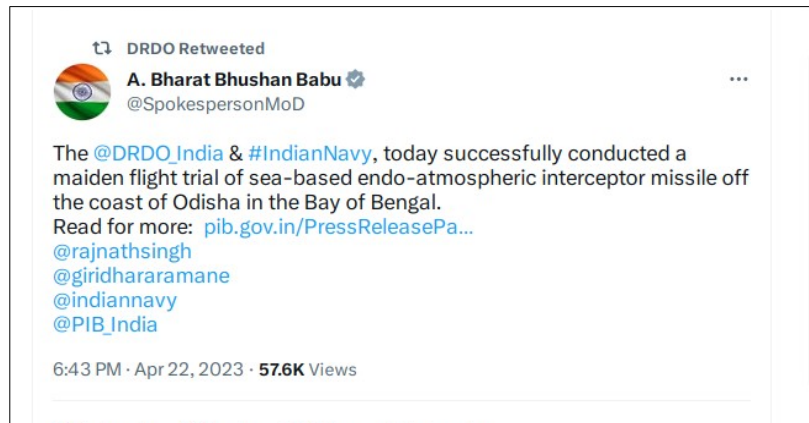 DRDO Retweeted
A. Bharat Bhushan Babu
@SpokespersonMoD
The @DRDO_India & #IndianNavy, today successfully conducted a
maiden flight trial of sea-based endo-atmospheric interceptor missile off
the coast of Odisha in the Bay of Bengal.
Read for more: pib.gov.in/PressReleasePa...
@rajnathsingh
@giridhararamane
@indiannavy
@PIB_India
6:43 PM · Apr 22, 2023 · 57.6K Views